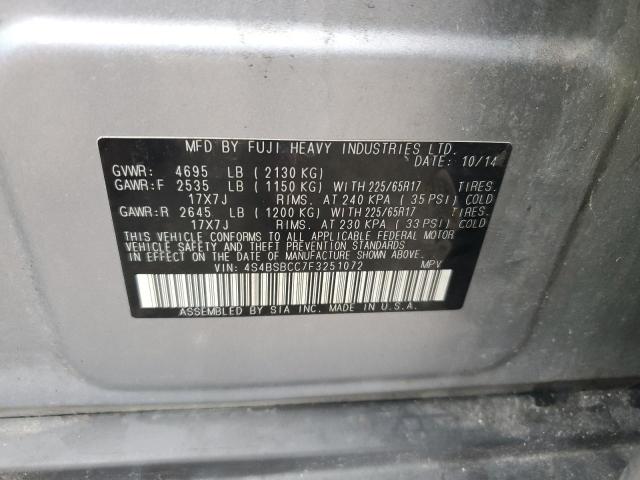 MFD BY FUJI HEAVY INDUSTRIES LTD.
DATE: 10/14
GVWR: 4695 LB (2130 KG)
GAWR:F 2535 LB (1150 KG) WITH 225/65R17 TIRES.
17X7J RIMS. AT 240 KPA (35 PSI) COLD
GAWR:R 2645 LB (1200 KG) WITH 225/65R17 TIRES.
17X7J RIMS. AT 230 KPA (33 PSI) COLD
THIS VEHICLE CONFORMS TO ALL APPLICABLE FEDERAL MOTOR
VEHICLE SAFETY AND THEFT PREVENTION STANDARDS
IN EFFECT ON THE DATE OF MANUFACTURE SHOWN ABOVE.
VIN: 4S4BSBCC7F3251072 MPV
ASSEMBLED BY SIA INC. MADE IN U.S.A.